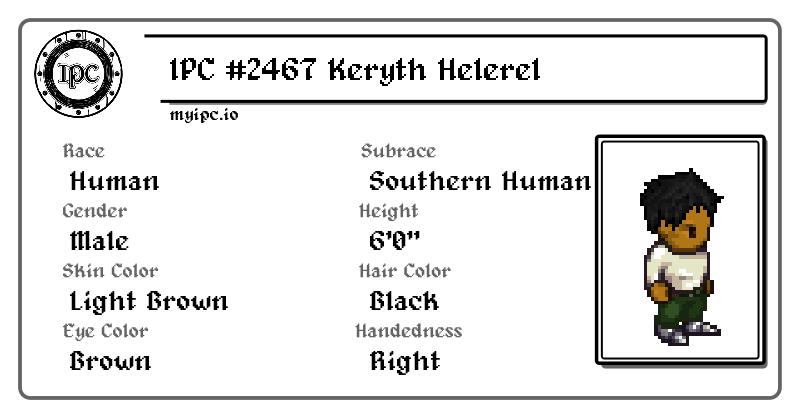 IPC
IPC #2467 Keryth Helerel
myipc.io
Race
Subrace
Human
Southern Human
Gender
Height
Male
6'0"
Skin Color
Hair Color
Light Brown
Black
Eye Color
Handedness
Brown
Right